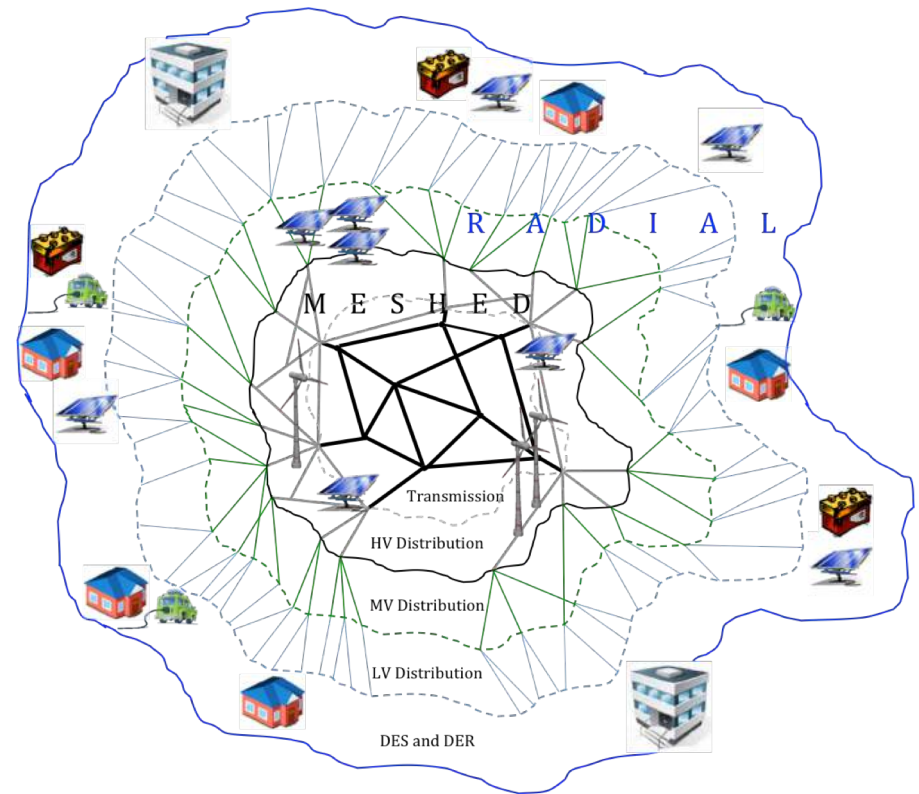 R A D I A L
M E S H E D
Transmission
HV Distribution
MV Distribution
LV Distribution
DES and DER